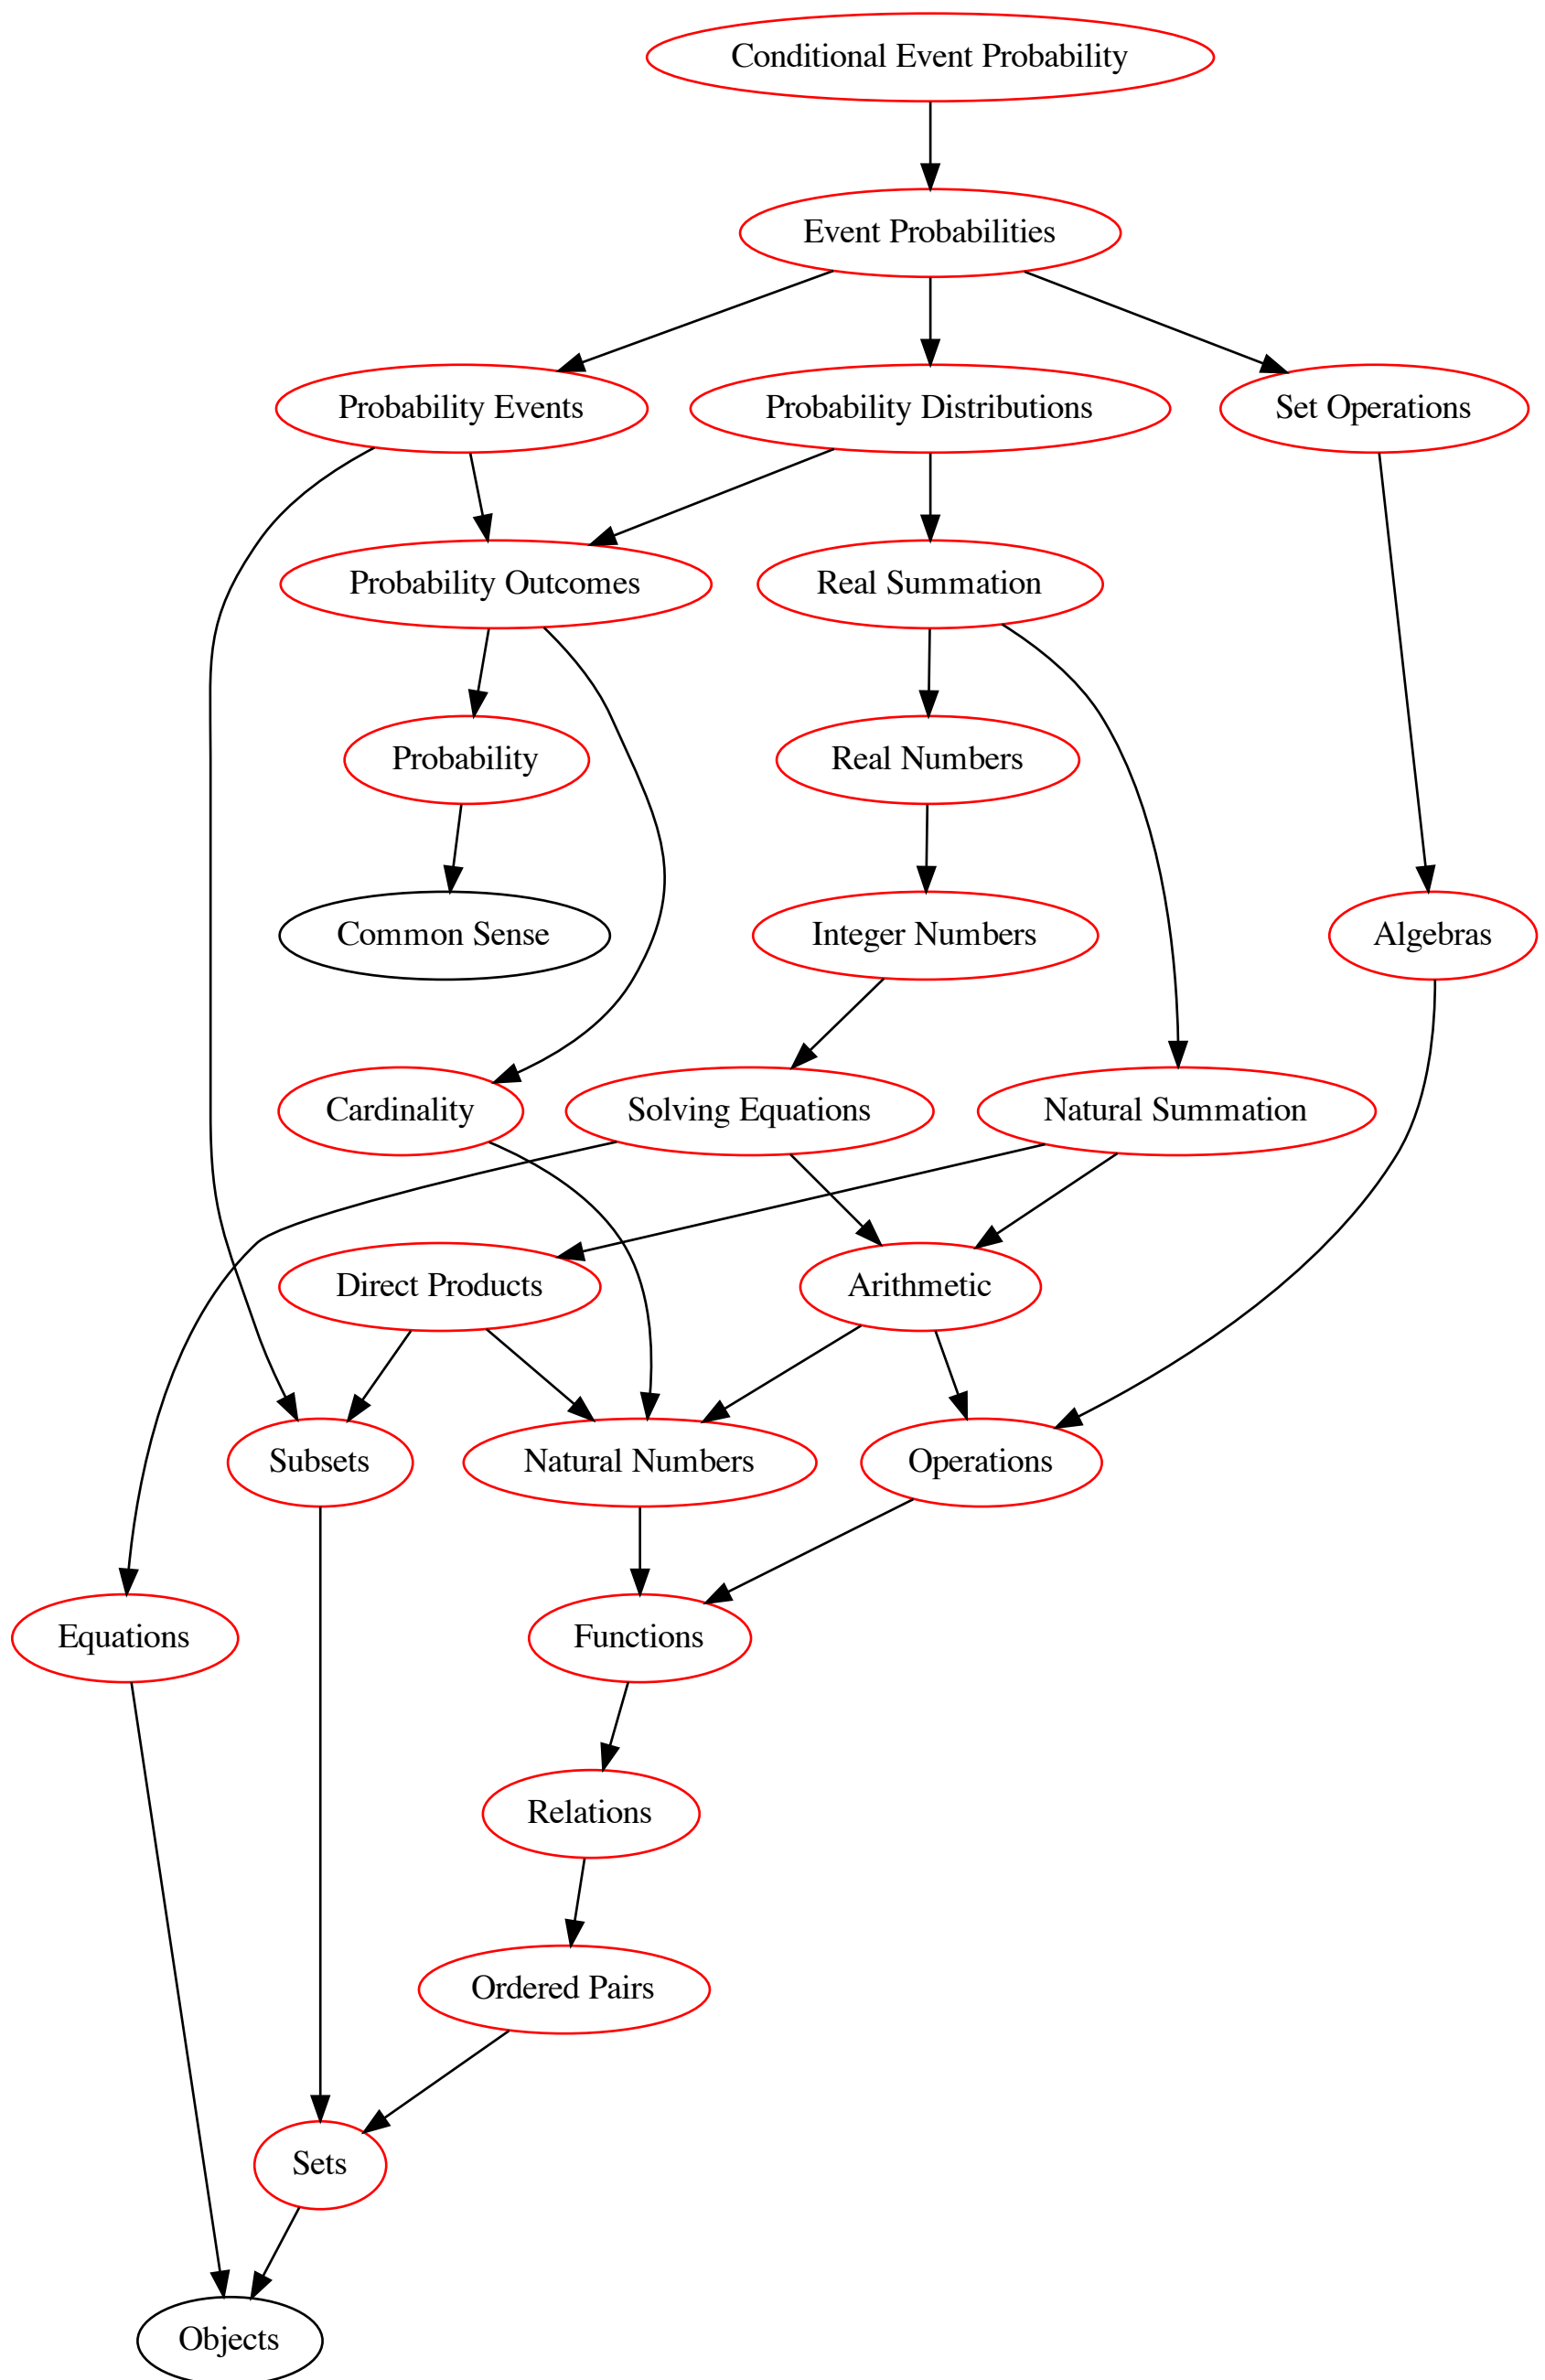 Conditional Event Probability
Event Probabilities
Probability Events
Probability Distributions
Set Operations
Probability Outcomes
Real Summation
Probability
Real Numbers
Common Sense
Integer Numbers
Algebras
Cardinality
Solving Equations
Natural Summation
Direct Products
Arithmetic
Subsets
Natural Numbers
Operations
Equations
Functions
Relations
Ordered Pairs
Sets
Objects